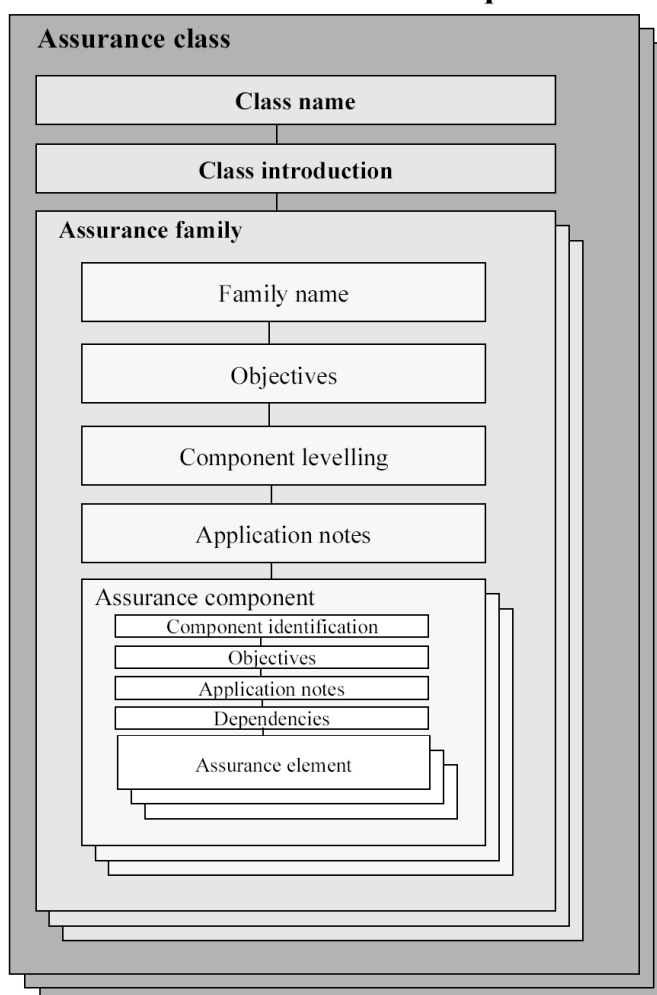 Assurance class
Class name
Class introduction
Assurance family
Family name
Objectives
Component levelling
Application notes
Assurance component
Component identification
Objectives
Application notes
Dependencies
Assurance element